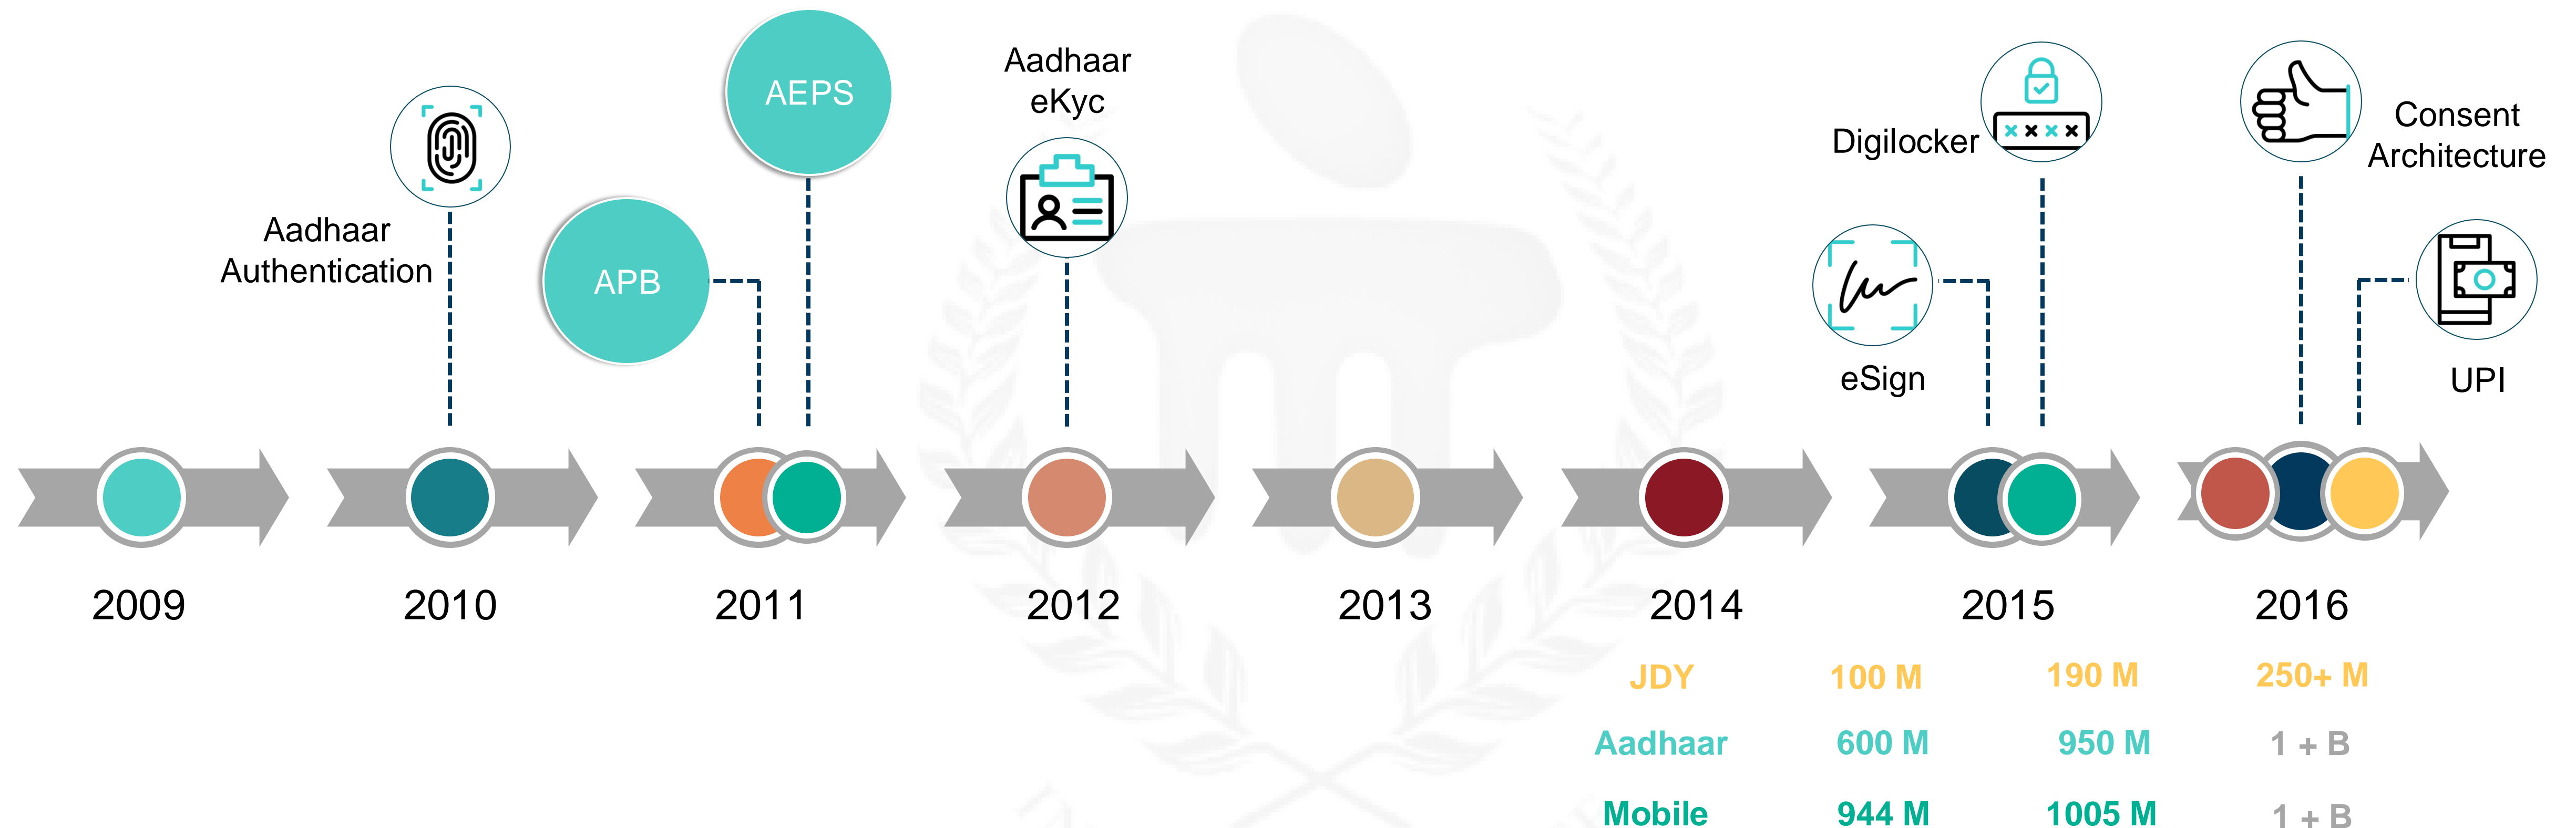 Aadhaar
Authentication
APB
AEPS
Aadhaar
eKyc
eSign
Digilocker
Consent
Architecture
UPI
2009 2010 2011 2012 2013 2014 2015 2016
JDY 100 M 190 M 250+ M
Aadhaar 600 M 950 M 1 + B
Mobile 944 M 1005 M 1 + B